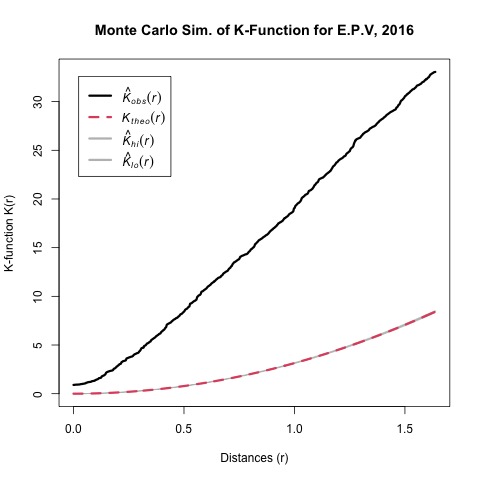 Monte Carlo Sim. of K-Function for E.P.V, 2016
K̂obs(r)
Ktheo(r)
K̂hi(r)
K̂lo(r)
K-function K(r)
30
25
20
15
10
5
0
0.0 0.5 1.0 1.5
Distances (r)